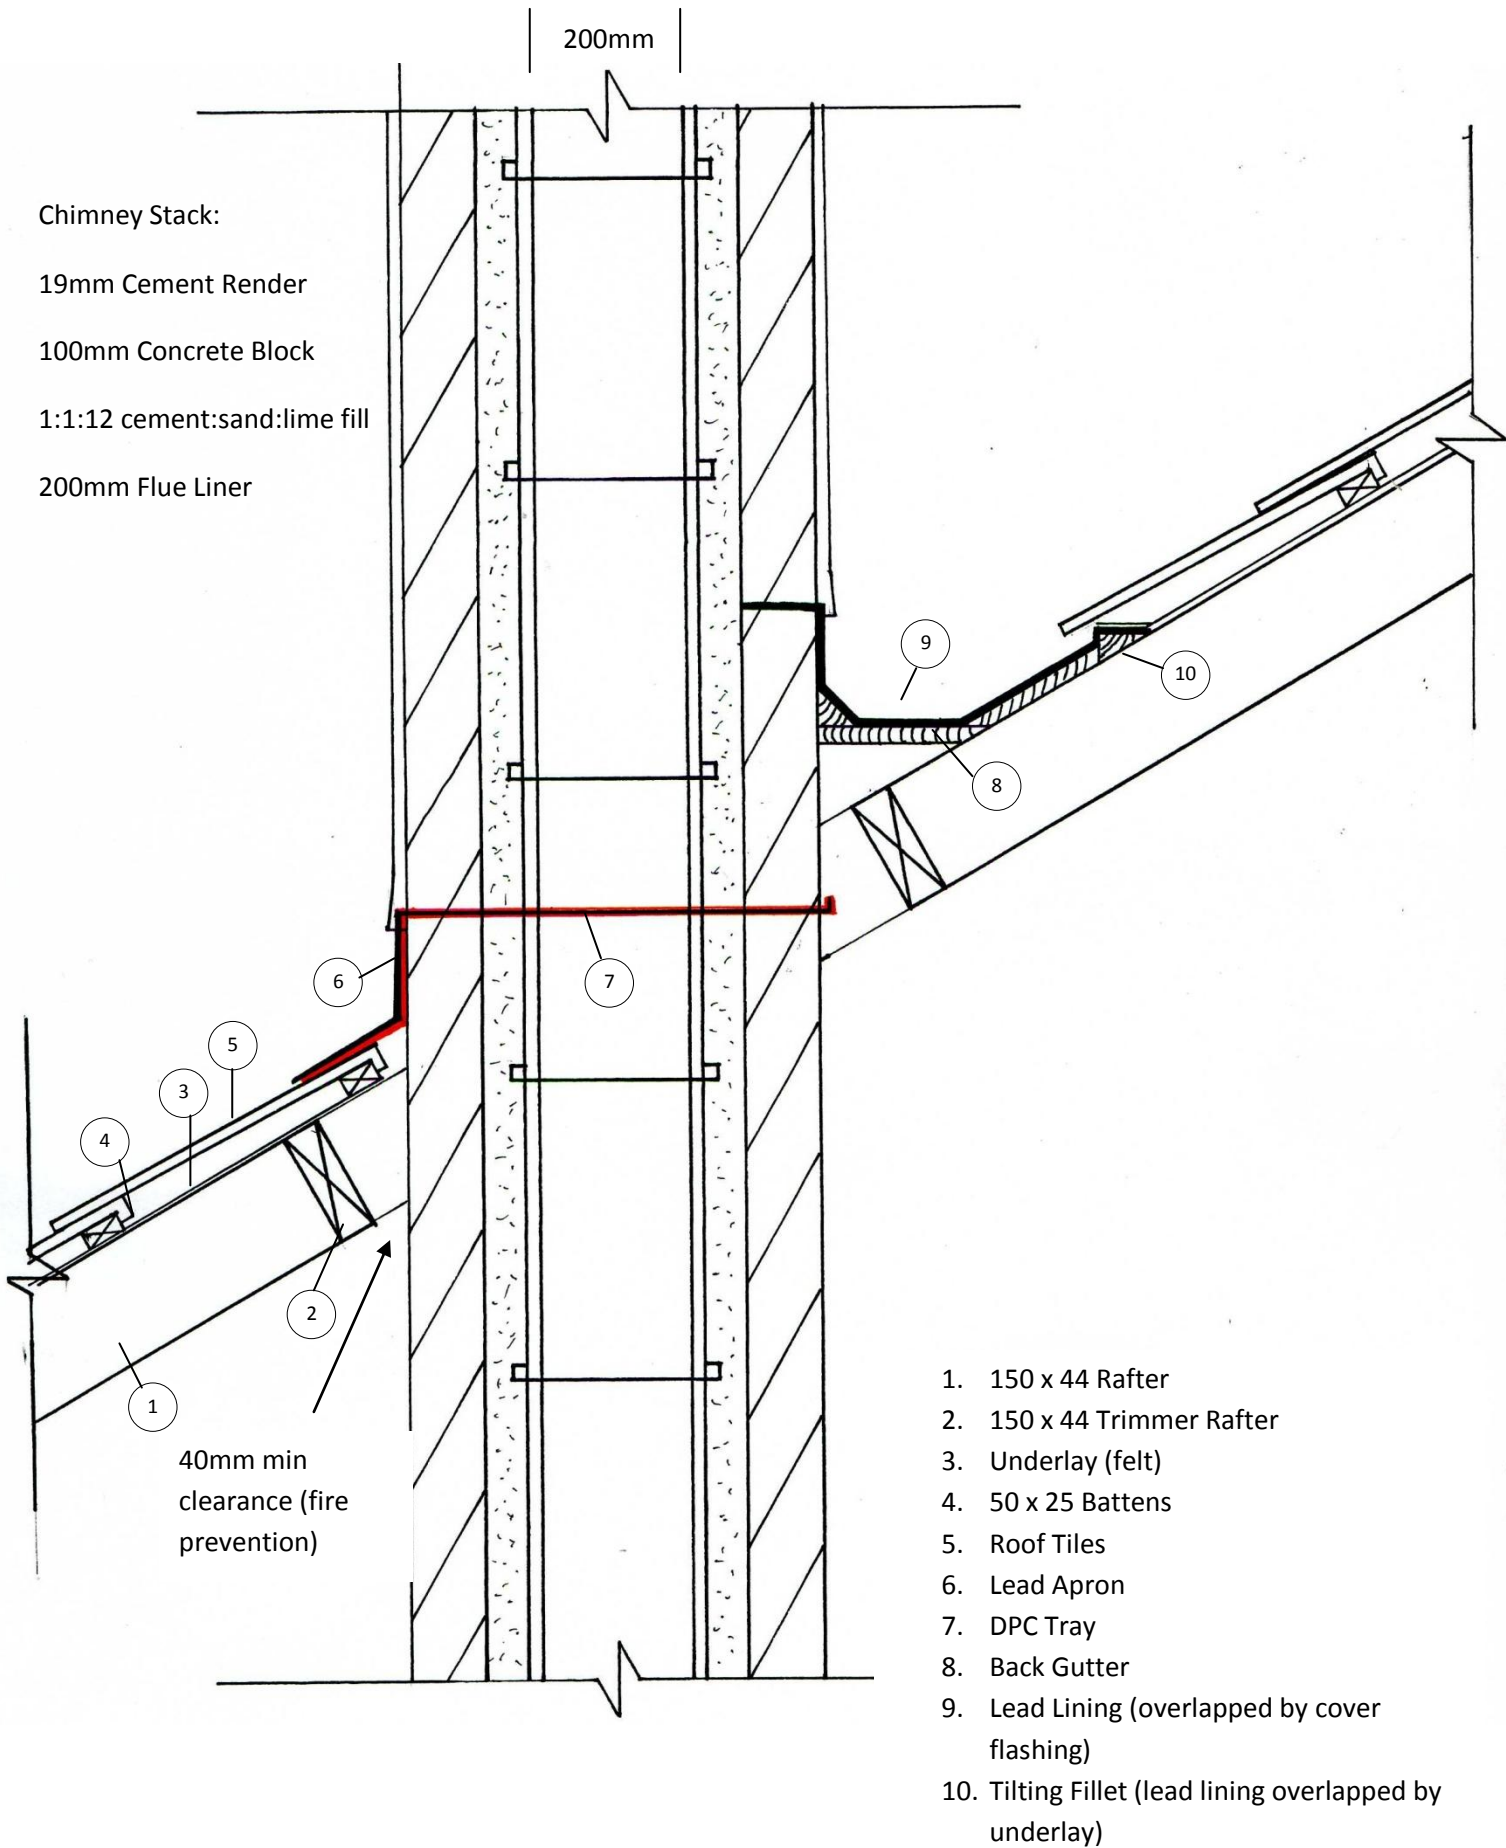 200mm
Chimney Stack:
19mm Cement Render
100mm Concrete Block
1:1:12 cement:sand:lime fill
200mm Flue Liner
9
10
8
6
7
5
3
4
2
1
40mm min
clearance (fire
prevention)
1. 150 x 44 Rafter
2. 150 x 44 Trimmer Rafter
3. Underlay (felt)
4. 50 x 25 Battens
5. Roof Tiles
6. Lead Apron
7. DPC Tray
8. Back Gutter
9. Lead Lining (overlapped by cover
flashing)
10. Tilting Fillet (lead lining overlapped by
underlay)